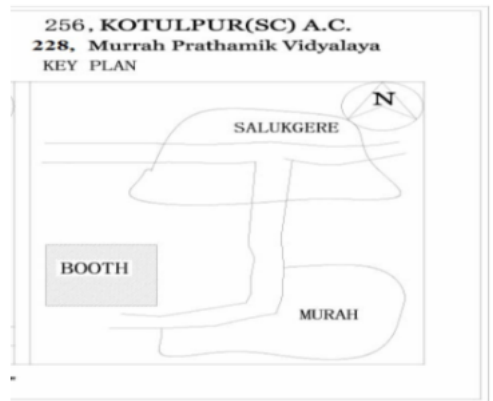 256, KOTULPUR(SC) A.C.
228, Murrah Prathamik Vidyalaya
KEY PLAN
N
SALUKGERE
BOOTH
MURAH